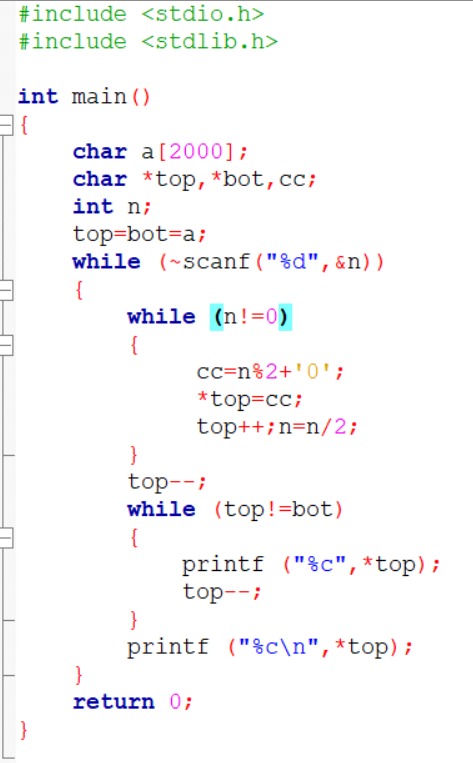 #include <stdio.h>
#include <stdlib.h>

int main()
{
    char a[2000];
    char *top,*bot,cc;
    int n;
    top=bot=a;
    while (~scanf("%d",&n))
    {
        while (n!=0)
        {
             cc=n%2+'0';
             *top=cc;
             top++;n=n/2;
        }
        top--;
        while (top!=bot)
        {
            printf ("%c",*top);
            top--;
        }
        printf ("%c\n",*top);
    }
    return 0;
}